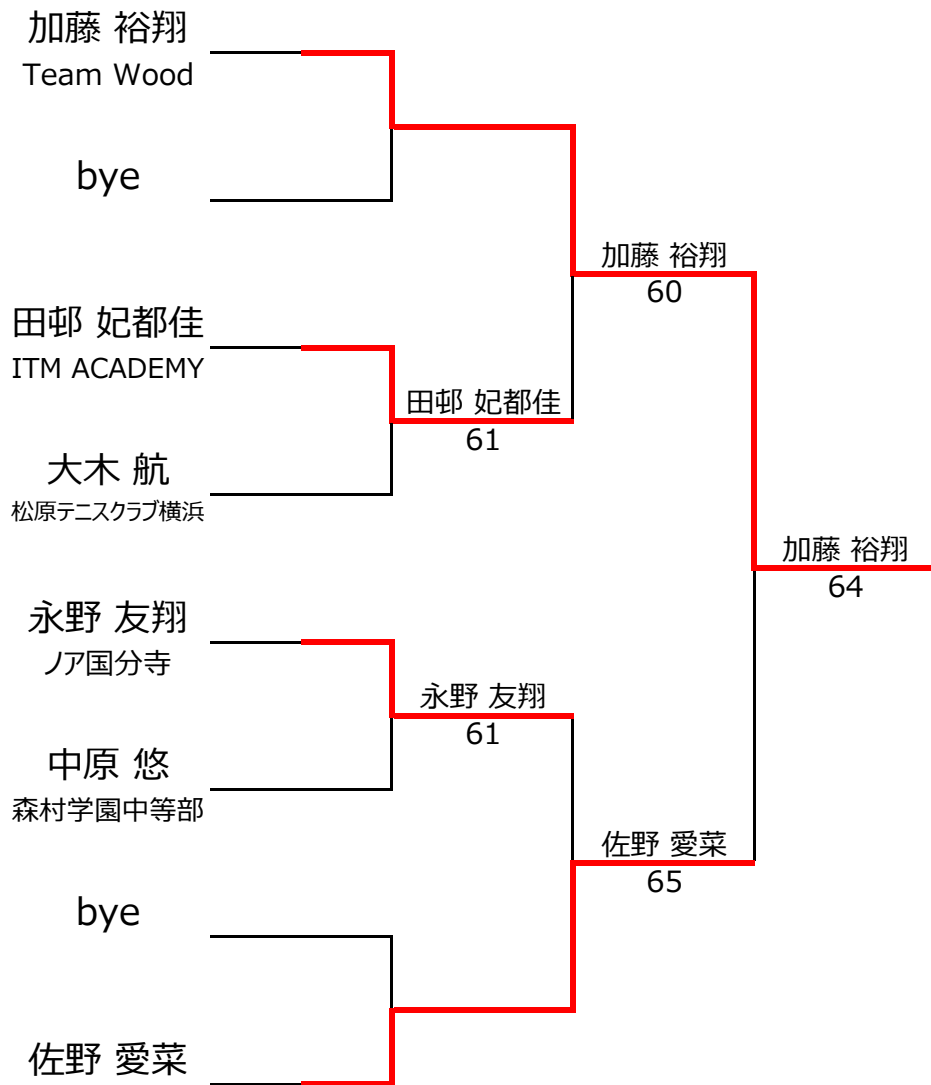 加藤 裕翔
Team Wood
bye
加藤 裕翔
60
田邨 妃都佳
ITM ACADEMY
田邨 妃都佳
61
大木 航
松原テニスクラブ横浜
加藤 裕翔
64
永野 友翔
ノア国分寺
永野 友翔
61
中原 悠
森村学園中等部
佐野 愛菜
65
bye
佐野 愛菜